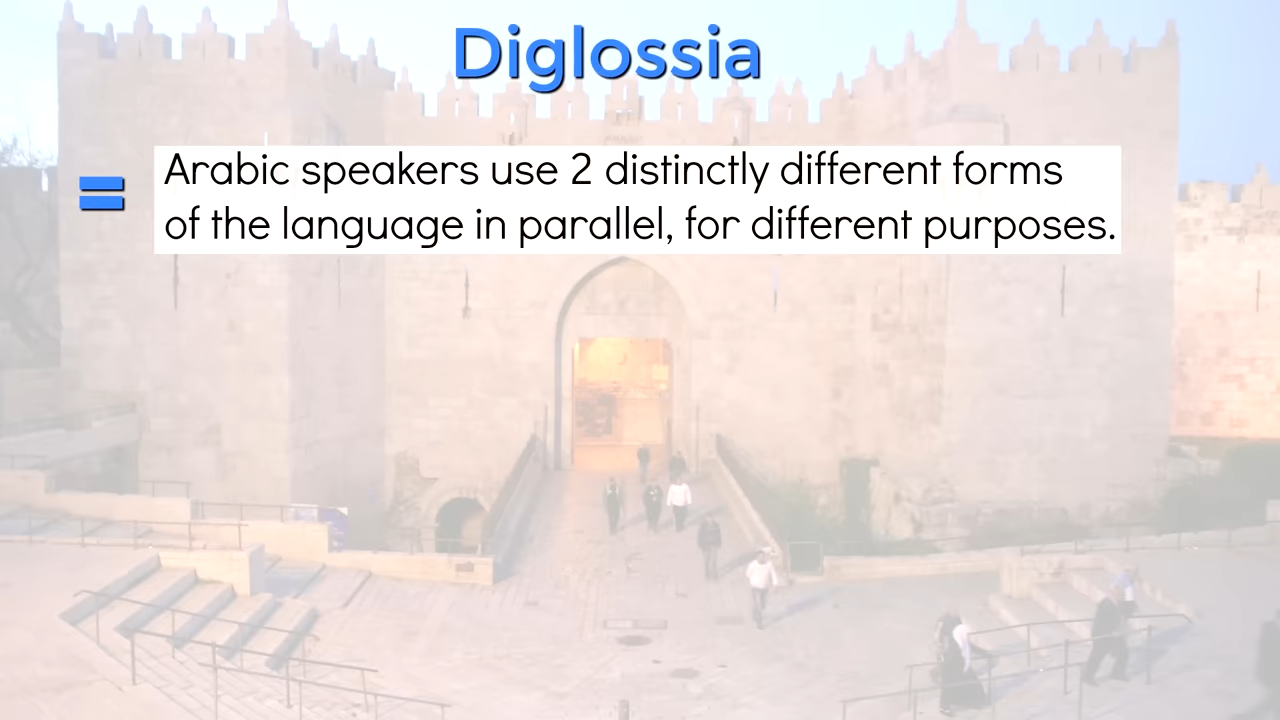 Diglossia
= Arabic speakers use 2 distinctly different forms
of the language in parallel, for different purposes.